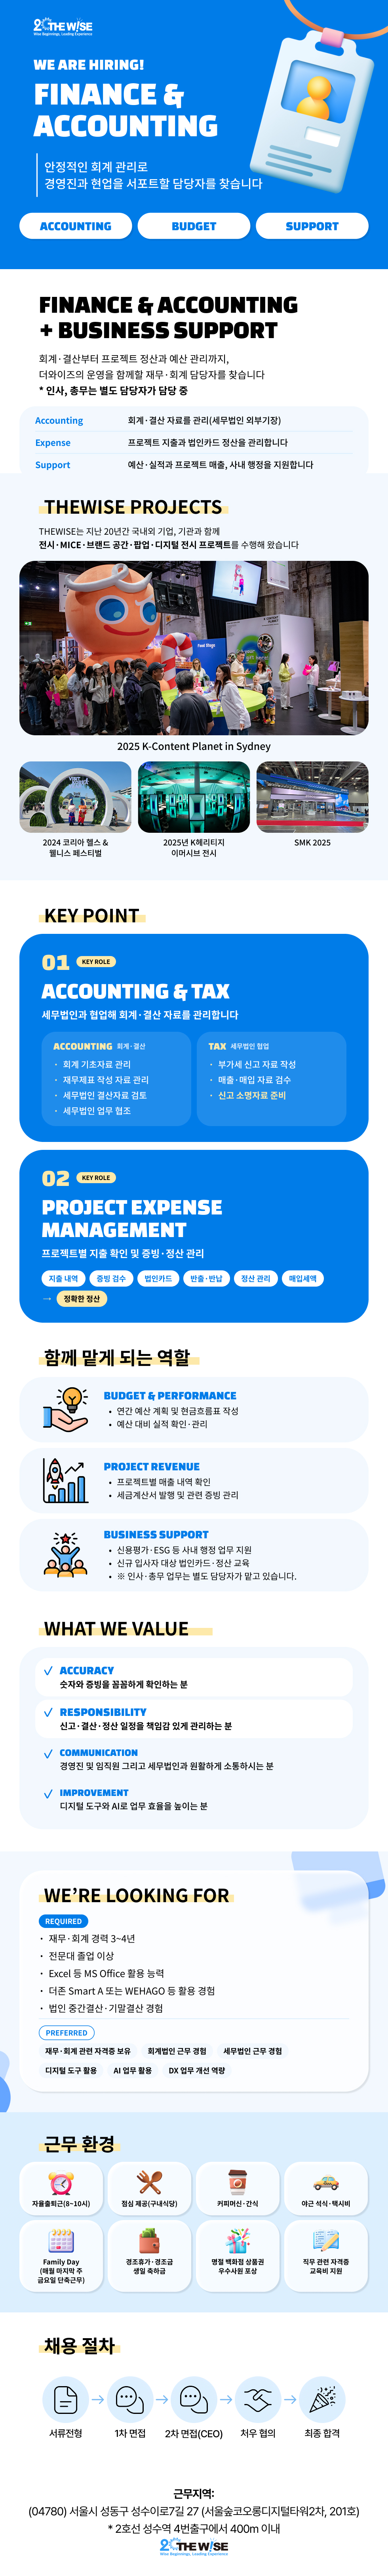 20 THEWISE
Wise Beginnings, Leading Experience
WE ARE HIRING!
FINANCE &
ACCOUNTING
안정적인 회계 관리로
경영진과 현업을 서포트할 담당자를 찾습니다
ACCOUNTING
BUDGET
SUPPORT
FINANCE & ACCOUNTING
+ BUSINESS SUPPORT
회계·결산부터 프로젝트 정산과 예산 관리까지,
더와이즈의 운영을 함께할 재무·회계 담당자를 찾습니다
* 인사, 총무는 별도 담당자가 담당 중
Accounting 회계·결산 자료를 관리(세무법인 외부기장)
Expense 프로젝트 지출과 법인카드 정산을 관리합니다
Support 예산·실적과 프로젝트 매출, 사내 행정을 지원합니다
THEWISE PROJECTS
THEWISE는 지난 20년간 국내외 기업, 기관과 함께
전시·MICE·브랜드 공간·팝업·디지털 전시 프로젝트를 수행해 왔습니다
2025 K-Content Planet in Sydney
2024 코리아 헬스 &
웰니스 페스티벌
2025년 K헤리티지
이머시브 전시
SMK 2025
KEY POINT
01 KEY ROLE
ACCOUNTING & TAX
세무법인과 협업해 회계·결산 자료를 관리합니다
ACCOUNTING 회계·결산
· 회계 기초자료 관리
· 재무제표 작성 자료 관리
· 세무법인 결산자료 검토
· 세무법인 업무 협조
TAX 세무법인 협업
· 부가세 신고 자료 작성
· 매출·매입 자료 검수
· 신고 소명자료 준비
02 KEY ROLE
PROJECT EXPENSE
MANAGEMENT
프로젝트별 지출 확인 및 증빙·정산 관리
지출 내역
증빙 검수
법인카드
반출·반납
정산 관리
매입세액
→ 정확한 정산
함께 맡게 되는 역할
BUDGET & PERFORMANCE
• 연간 예산 계획 및 현금흐름표 작성
• 예산 대비 실적 확인·관리
PROJECT REVENUE
• 프로젝트별 매출 내역 확인
• 세금계산서 발행 및 관련 증빙 관리
BUSINESS SUPPORT
• 신용평가·ESG 등 사내 행정 업무 지원
• 신규 입사자 대상 법인카드·정산 교육
• ※ 인사·총무 업무는 별도 담당자가 맡고 있습니다.
WHAT WE VALUE
ACCURACY
숫자와 증빙을 꼼꼼하게 확인하는 분
RESPONSIBILITY
신고·결산·정산 일정을 책임감 있게 관리하는 분
COMMUNICATION
경영진 및 임직원 그리고 세무법인과 원활하게 소통하시는 분
IMPROVEMENT
디지털 도구와 AI로 업무 효율을 높이는 분
WE'RE LOOKING FOR
REQUIRED
· 재무·회계 경력 3~4년
· 전문대 졸업 이상
· Excel 등 MS Office 활용 능력
· 더존 Smart A 또는 WEHAGO 등 활용 경험
· 법인 중간결산·기말결산 경험
PREFERRED
재무·회계 관련 자격증 보유
회계법인 근무 경험
세무법인 근무 경험
디지털 도구 활용
AI 업무 활용
DX 업무 개선 역량
근무 환경
자율출퇴근(8~10시)
점심 제공(구내식당)
커피머신·간식
야근 석식·택시비
Family Day
(매월 마지막 주
금요일 단축근무)
경조휴가·경조금
생일 축하금
명절 백화점 상품권
우수사원 포상
직무 관련 자격증
교육비 지원
채용 절차
서류전형
1차 면접
2차 면접(CEO)
처우 협의
최종 합격
근무지역:
(04780) 서울시 성동구 성수이로7길 27 (서울숲코오롱디지털타워2차, 201호)
* 2호선 성수역 4번출구에서 400m 이내
20 THEWISE
Wise Beginnings, Leading Experience